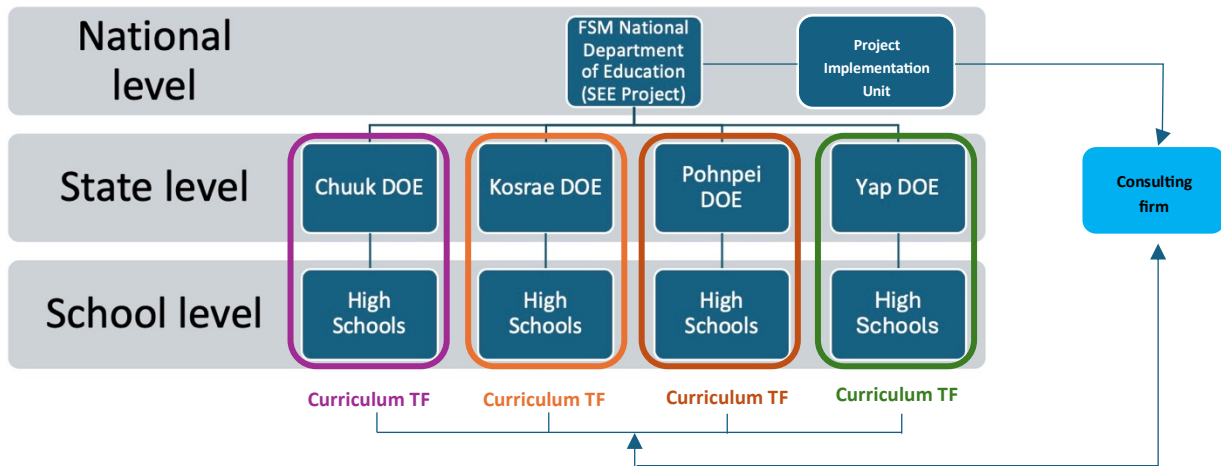 National
level
FSM National
Department
of Education
(SEE Project)
Project
Implementation
Unit
State level
Chuuk DOE
Kosrae DOE
Pohnpei
DOE
Yap DOE
Consulting
firm
School level
High
Schools
High
Schools
High
Schools
High
Schools
Curriculum TF
Curriculum TF
Curriculum TF
Curriculum TF